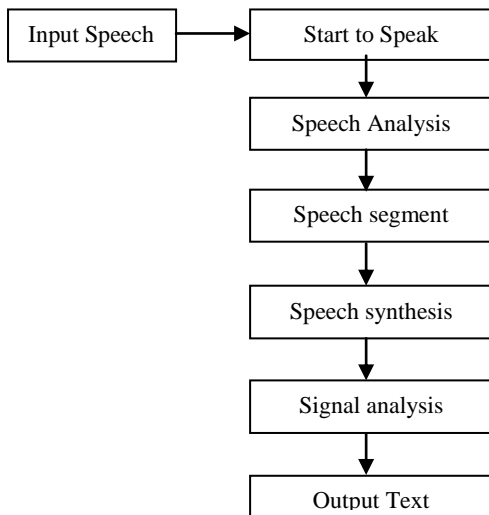 Input Speech
Start to Speak
Speech Analysis
Speech segment
Speech synthesis
Signal analysis
Output Text